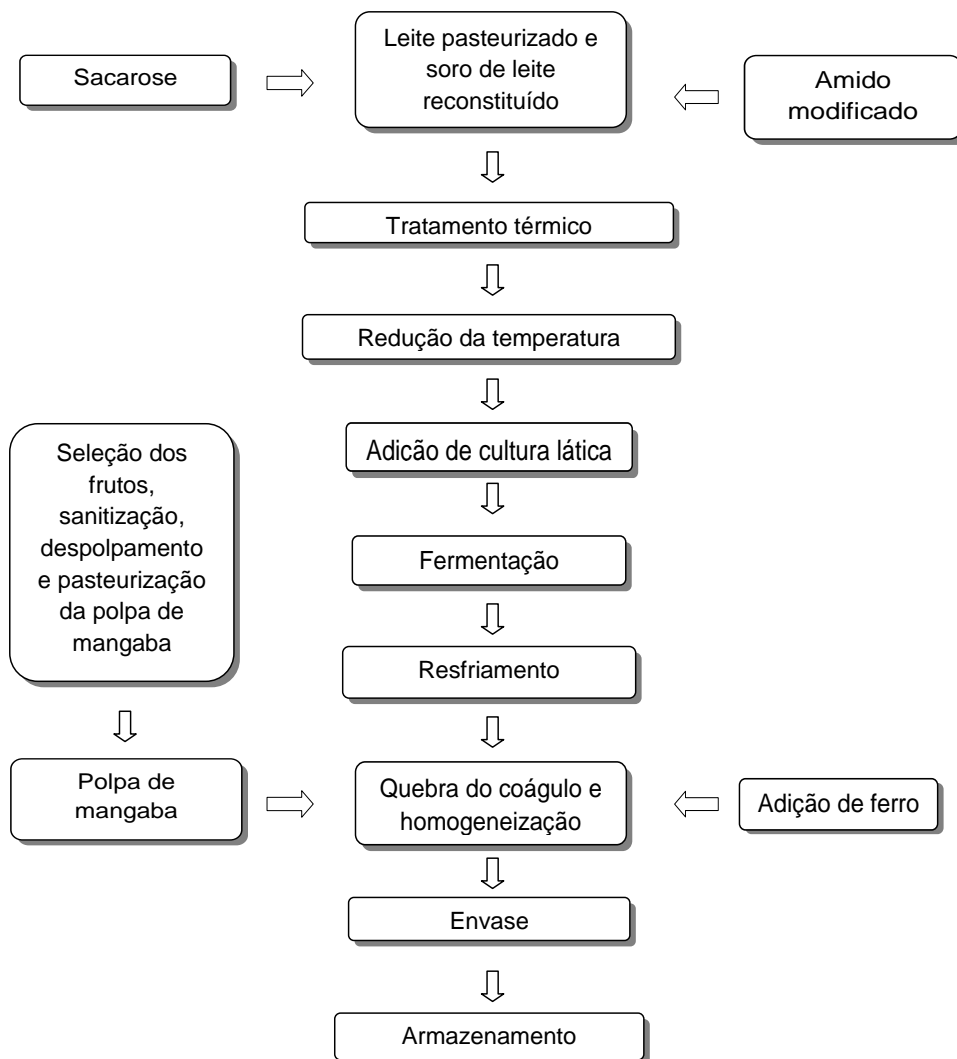 Sacarose
Leite pasteurizado e
soro de leite
reconstituído
Amido
modificado
Tratamento térmico
Redução da temperatura
Adicão de cultura lática
Seleção dos
frutos,
sanitização,
despolpamento
e pasteurização
da polpa de
mangaba
Fermentação
Resfriamento
Polpa de
mangaba
Quebra do coágulo e
homogeneização
Adição de ferro
Envase
Armazenamento